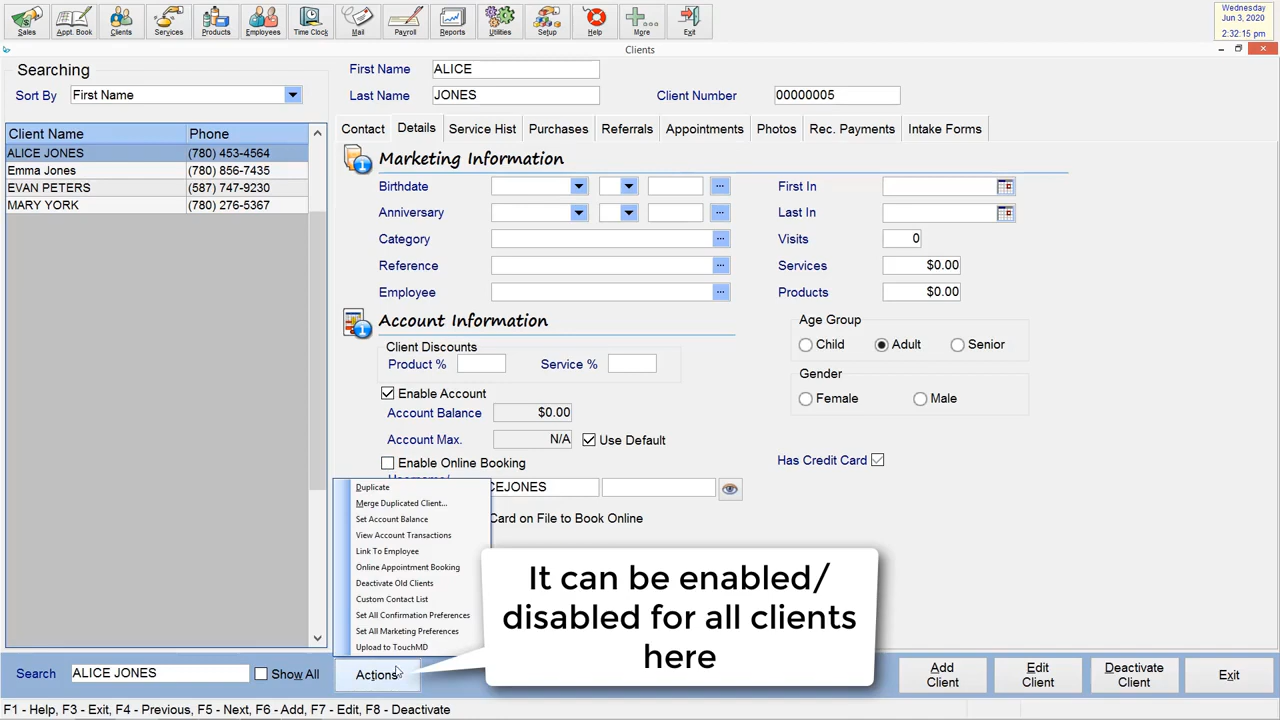 Sales Appt. Book Clients Services Products Employees Time Clock Mail Payroll Reports Utilities Setup Help More Exit
Wednesday
Jun 3, 2020
2:32:15 pm
Clients
Searching
Sort By First Name
Client Name Phone
ALICE JONES (780) 453-4564
Emma Jones (780) 856-7435
EVAN PETERS (587) 747-9230
MARY YORK (780) 276-5367
First Name ALICE
Last Name JONES Client Number 00000005
Contact Details Service Hist Purchases Referrals Appointments Photos Rec. Payments Intake Forms
Marketing Information
Birthdate
Anniversary
Category
Reference
Employee
First In
Last In
Visits 0
Services $0.00
Products $0.00
Account Information
Client Discounts
Product % Service %
Enable Account
Account Balance $0.00
Account Max. N/A Use Default
Enable Online Booking
Username/
CEJONES
Card on File to Book Online
Age Group
Child Adult Senior
Gender
Female Male
Has Credit Card
Duplicate
Merge Duplicated Client...
Set Account Balance
View Account Transactions
Link To Employee
Online Appointment Booking
Deactivate Old Clients
Custom Contact List
Set All Confirmation Preferences
Set All Marketing Preferences
Upload to TouchMD
It can be enabled/
disabled for all clients
here
Search ALICE JONES Show All Actions
Add
Client
Edit
Client
Deactivate
Client
Exit
F1 - Help, F3 - Exit, F4 - Previous, F5 - Next, F6 - Add, F7 - Edit, F8 - Deactivate